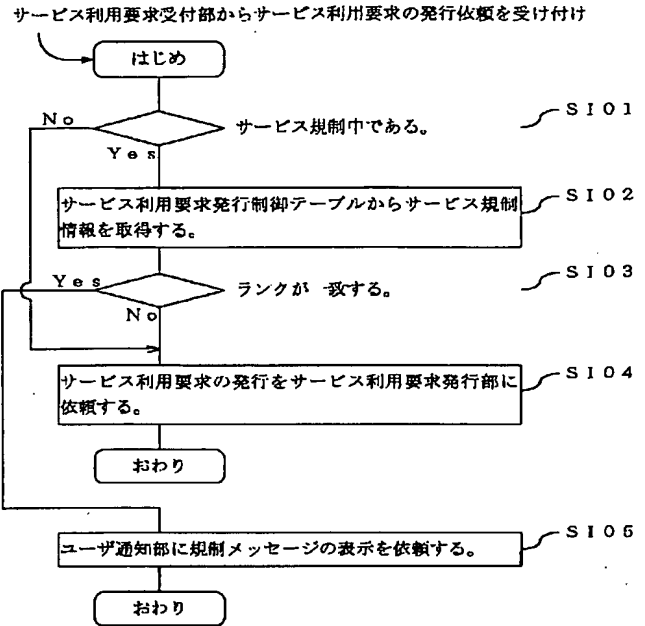 サービス利用要求受付部からサービス利用要求の発行依頼を受け付け
はじめ
No
サービス規制中である。
SI01
Yes
サービス利用要求発行制御テーブルからサービス規制
情報を取得する。
SI02
Yes
ランクが一致する。
SI03
No
サービス利用要求の発行をサービス利用要求発行部に
依頼する。
SI04
おわり
ユーザ通知部に規制メッセージの表示を依頼する。
SI05
おわり